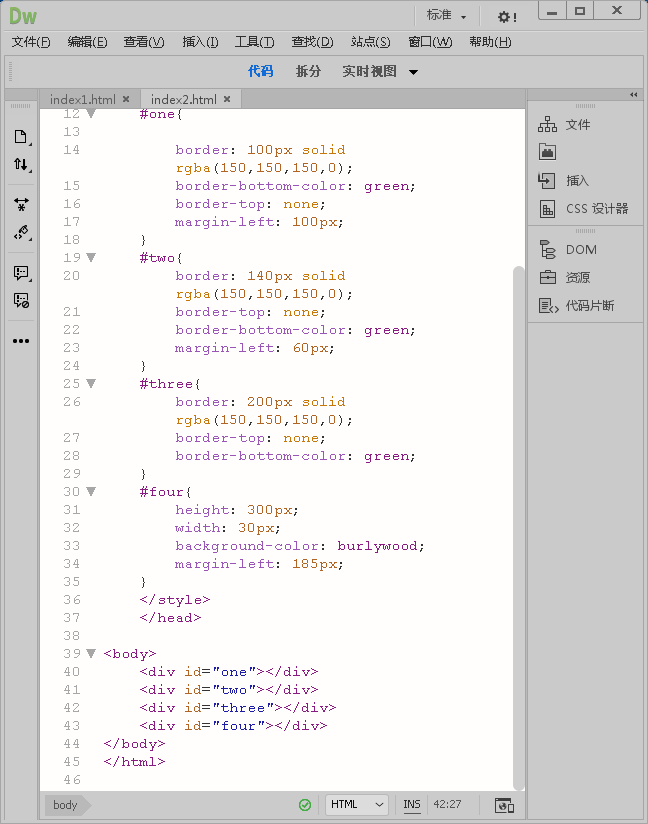 Dw
标准
文件(F) 编辑(E) 查看(V) 插入(I) 工具(T) 查找(D) 站点(S) 窗口(W) 帮助(H)
代码 拆分 实时视图
index1.html × index2.html ×
12 #one{
13
14 border: 100px solid
rgba(150,150,150,0);
15 border-bottom-color: green;
16 border-top: none;
17 margin-left: 100px;
18 }
19 #two{
20 border: 140px solid
rgba(150,150,150,0);
21 border-top: none;
22 border-bottom-color: green;
23 margin-left: 60px;
24 }
25 #three{
26 border: 200px solid
rgba(150,150,150,0);
27 border-top: none;
28 border-bottom-color: green;
29 }
30 #four{
31 height: 300px;
32 width: 30px;
33 background-color: burlywood;
34 margin-left: 185px;
35 }
36 </style>
37 </head>
38
39 <body>
40 <div id="one"></div>
41 <div id="two"></div>
42 <div id="three"></div>
43 <div id="four"></div>
44 </body>
45 </html>
46
文件
插入
CSS 设计器
DOM
资源
代码片断
body HTML INS 42:27